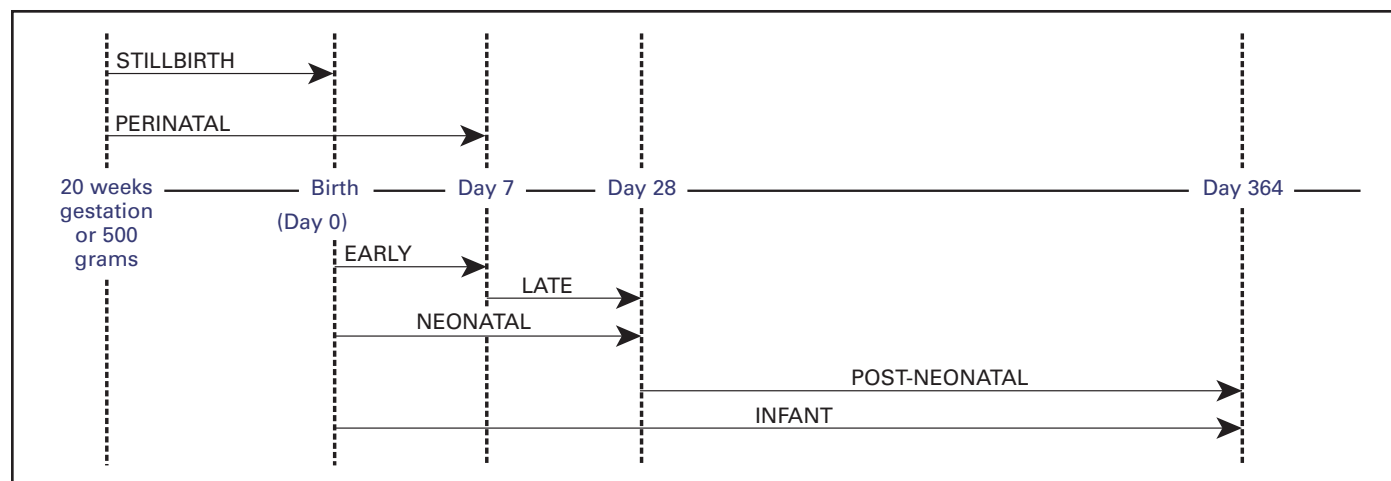 STILLBIRTH
PERINATAL
20 weeks
gestation
or 500
grams
Birth
(Day 0)
Day 7
Day 28
Day 364
EARLY
LATE
NEONATAL
POST-NEONATAL
INFANT